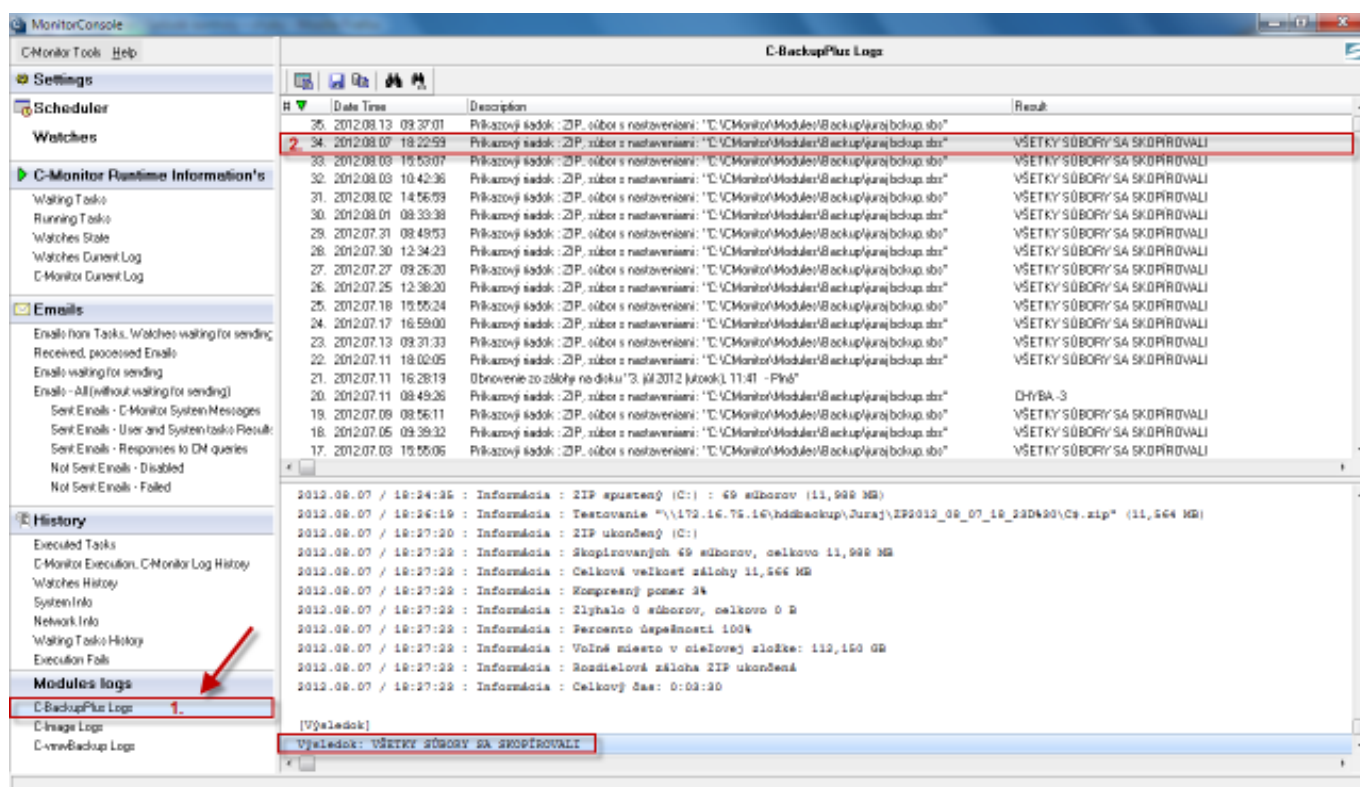 MonitorConsole
C-Monitor Tools Help
C-BackupPlus Logs
Settings
Scheduler
Watches
C-Monitor Runtime Information's
Waiting Tasks
Running Tasks
Watches State
Watches Current Log
C-Monitor Current Log
Emails
Emails from Tasks, Watches waiting for sending
Received, processed Emails
Emails waiting for sending
Emails - All (without waiting for sending)
Sent Emails - C-Monitor System Messages
Sent Emails - User and System tasks Results
Sent Emails - Responses to CM queries
Not Sent Emails - Disabled
Not Sent Emails - Failed
History
Executed Tasks
C-Monitor Execution, C-Monitor Log History
Watches History
System Info
Network Info
Waiting Tasks History
Execution Fails
Modules logs
C-BackupPlus Logs 1.
C-Image Logs
C-vmwBackup Logs
# Date Time Description Result
35. 2012.08.13 09:37:01 Príkazový riadok : ZIP, súbor s nastaveniami: "C:\CMonitor\Modules\Backup\jurajbckup.sbs"
2. 34. 2012.08.07 18:22:59 Príkazový riadok : ZIP, súbor s nastaveniami: "C:\CMonitor\Modules\Backup\jurajbckup.sbs" VŠETKY SÚBORY SA SKOPÍROVALI
33. 2012.08.03 15:53:07 Príkazový riadok : ZIP, súbor s nastaveniami: "C:\CMonitor\Modules\Backup\jurajbckup.sbs" VŠETKY SÚBORY SA SKOPÍROVALI
32. 2012.08.03 10:42:36 Príkazový riadok : ZIP, súbor s nastaveniami: "C:\CMonitor\Modules\Backup\jurajbckup.sbs" VŠETKY SÚBORY SA SKOPÍROVALI
31. 2012.08.02 14:56:59 Príkazový riadok : ZIP, súbor s nastaveniami: "C:\CMonitor\Modules\Backup\jurajbckup.sbs" VŠETKY SÚBORY SA SKOPÍROVALI
30. 2012.08.01 08:33:38 Príkazový riadok : ZIP, súbor s nastaveniami: "C:\CMonitor\Modules\Backup\jurajbckup.sbs" VŠETKY SÚBORY SA SKOPÍROVALI
29. 2012.07.31 08:49:53 Príkazový riadok : ZIP, súbor s nastaveniami: "C:\CMonitor\Modules\Backup\jurajbckup.sbs" VŠETKY SÚBORY SA SKOPÍROVALI
28. 2012.07.30 12:34:23 Príkazový riadok : ZIP, súbor s nastaveniami: "C:\CMonitor\Modules\Backup\jurajbckup.sbs" VŠETKY SÚBORY SA SKOPÍROVALI
27. 2012.07.27 09:26:20 Príkazový riadok : ZIP, súbor s nastaveniami: "C:\CMonitor\Modules\Backup\jurajbckup.sbs" VŠETKY SÚBORY SA SKOPÍROVALI
26. 2012.07.25 12:38:20 Príkazový riadok : ZIP, súbor s nastaveniami: "C:\CMonitor\Modules\Backup\jurajbckup.sbs" VŠETKY SÚBORY SA SKOPÍROVALI
25. 2012.07.18 15:55:24 Príkazový riadok : ZIP, súbor s nastaveniami: "C:\CMonitor\Modules\Backup\jurajbckup.sbs" VŠETKY SÚBORY SA SKOPÍROVALI
24. 2012.07.17 16:59:00 Príkazový riadok : ZIP, súbor s nastaveniami: "C:\CMonitor\Modules\Backup\jurajbckup.sbs" VŠETKY SÚBORY SA SKOPÍROVALI
23. 2012.07.13 09:31:33 Príkazový riadok : ZIP, súbor s nastaveniami: "C:\CMonitor\Modules\Backup\jurajbckup.sbs" VŠETKY SÚBORY SA SKOPÍROVALI
22. 2012.07.11 18:02:05 Príkazový riadok : ZIP, súbor s nastaveniami: "C:\CMonitor\Modules\Backup\jurajbckup.sbs" VŠETKY SÚBORY SA SKOPÍROVALI
21. 2012.07.11 16:28:19 Obnovenie zo zálohy na disku "3. júl 2012 (utorok), 11:41 - Plná"
20. 2012.07.11 08:49:26 Príkazový riadok : ZIP, súbor s nastaveniami: "C:\CMonitor\Modules\Backup\jurajbckup.sbs" CHYBA -3
19. 2012.07.09 08:56:11 Príkazový riadok : ZIP, súbor s nastaveniami: "C:\CMonitor\Modules\Backup\jurajbckup.sbs" VŠETKY SÚBORY SA SKOPÍROVALI
18. 2012.07.05 09:39:32 Príkazový riadok : ZIP, súbor s nastaveniami: "C:\CMonitor\Modules\Backup\jurajbckup.sbs" VŠETKY SÚBORY SA SKOPÍROVALI
17. 2012.07.03 15:55:06 Príkazový riadok : ZIP, súbor s nastaveniami: "C:\CMonitor\Modules\Backup\jurajbckup.sbs" VŠETKY SÚBORY SA SKOPÍROVALI
2012.08.07 / 18:24:35 : Informácia : ZIP spustený (C:) : 69 súborov (11,988 MB)
2012.08.07 / 18:26:19 : Informácia : Testovanie "\\172.16.75.16\hddbackup\Juraj\ZP2012_08_07_18_23D%30\C$.zip" (11,564 MB)
2012.08.07 / 18:27:20 : Informácia : ZIP ukončený (C:)
2012.08.07 / 18:27:22 : Informácia : Skopírovaných 69 súborov, celkovo 11,988 MB
2012.08.07 / 18:27:22 : Informácia : Celková veľkosť zálohy 11,566 MB
2012.08.07 / 18:27:22 : Informácia : Kompresný pomer 3%
2012.08.07 / 18:27:22 : Informácia : Zlyhalo 0 súborov, celkovo 0 B
2012.08.07 / 18:27:22 : Informácia : Percento úspešnosti 100%
2012.08.07 / 18:27:22 : Informácia : Voľné miesto v cieľovej zložke: 112,150 GB
2012.08.07 / 18:27:22 : Informácia : Rozdielová záloha ZIP ukončená
2012.08.07 / 18:27:22 : Informácia : Celkový čas: 0:03:30
[Výsledok]
Výsledok: VŠETKY SÚBORY SA SKOPÍROVALI